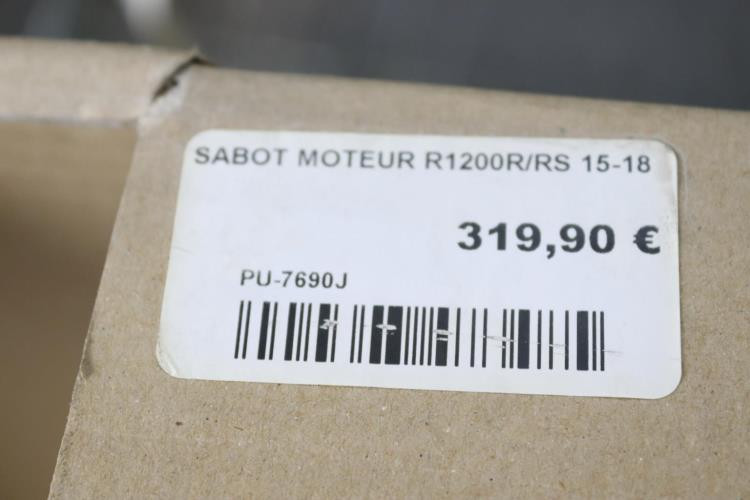 SABOT MOTEUR R1200R/RS 15-18
319,90 €
PU-7690J